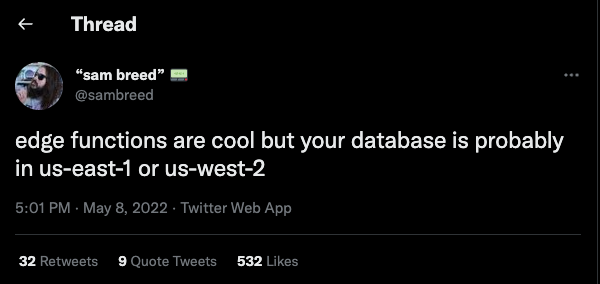 Thread
“sam breed”
@sambreed
edge functions are cool but your database is probably
in us-east-1 or us-west-2
5:01 PM · May 8, 2022 · Twitter Web App
32 Retweets 9 Quote Tweets 532 Likes